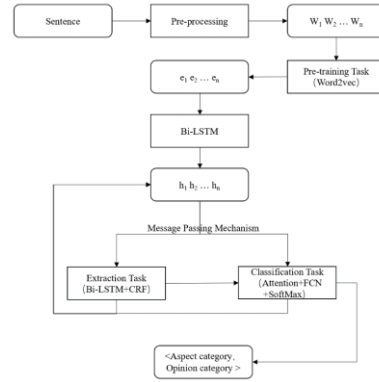 Sentence
Pre-processing
W1 W2 … Wn
Pre-training Task
(Word2vec)
e1 e2 … en
Bi-LSTM
h1 h2 … hn
Message Passing Mechanism
Extraction Task
(Bi-LSTM+CRF)
Classification Task
(Attention+FCN
+SoftMax)
<Aspect category,
Opinion category >